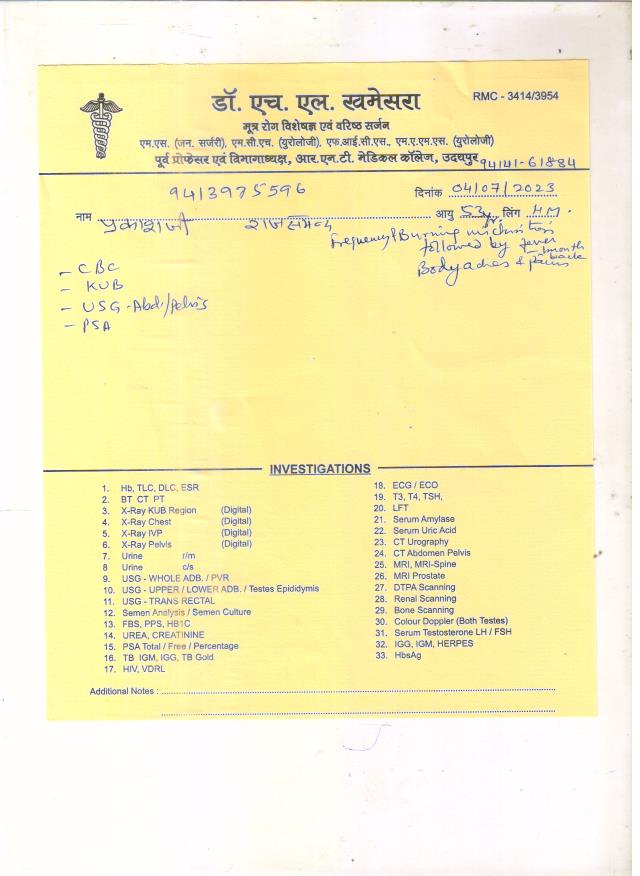 डॉ. एच. एल. खमेसरा
RMC - 3414/3954
मूत्र रोग विशेषज्ञ एवं वरिष्ठ सर्जन
एम.एस. (जन. सर्जरी), एम.सी.एच. (युरोलोजी), एफ.आई.सी.एस., एम.ए.एम.एस. (युरोलोजी)
पूर्व प्रोफेसर एवं विभागाध्यक्ष, आर.एन.टी. मेडिकल कॉलेज, उदयपुर 94141-61884
9413975596
दिनांक 04/07/2023
नाम प्रकाशजी राजसमन्द आयु 53y लिंग
Frequency & Burning
followed by fever
- 1 month back
Bodyaches & pains
- CBC
- KUB
- USG - Abd/Pelvis
- PSA
INVESTIGATIONS
1. Hb, TLC, DLC, ESR
2. BT CT PT
3. X-Ray KUB Region (Digital)
4. X-Ray Chest (Digital)
5. X-Ray IVP (Digital)
6. X-Ray Pelvis (Digital)
7. Urine r/m
8 Urine c/s
9. USG - WHOLE ADB. / PVR
10. USG - UPPER / LOWER ADB. / Testes Epididymis
11. USG - TRANS RECTAL
12. Semen Analysis / Semen Culture
13. FBS, PPS, HB1C
14. UREA, CREATININE
15. PSA Total / Free / Percentage
16. TB IGM, IGG, TB Gold
17. HIV, VDRL
18. ECG / ECO
19. T3, T4, TSH,
20. LFT
21. Serum Amylase
22. Serum Uric Acid
23. CT Urography
24. CT Abdomen Pelvis
25. MRI, MRI-Spine
26. MRI Prostate
27. DTPA Scanning
28. Renal Scanning
29. Bone Scanning
30. Colour Doppler (Both Testes)
31. Serum Testosterone LH / FSH
32. IGG, IGM, HERPES
33. HbsAg
Additional Notes :